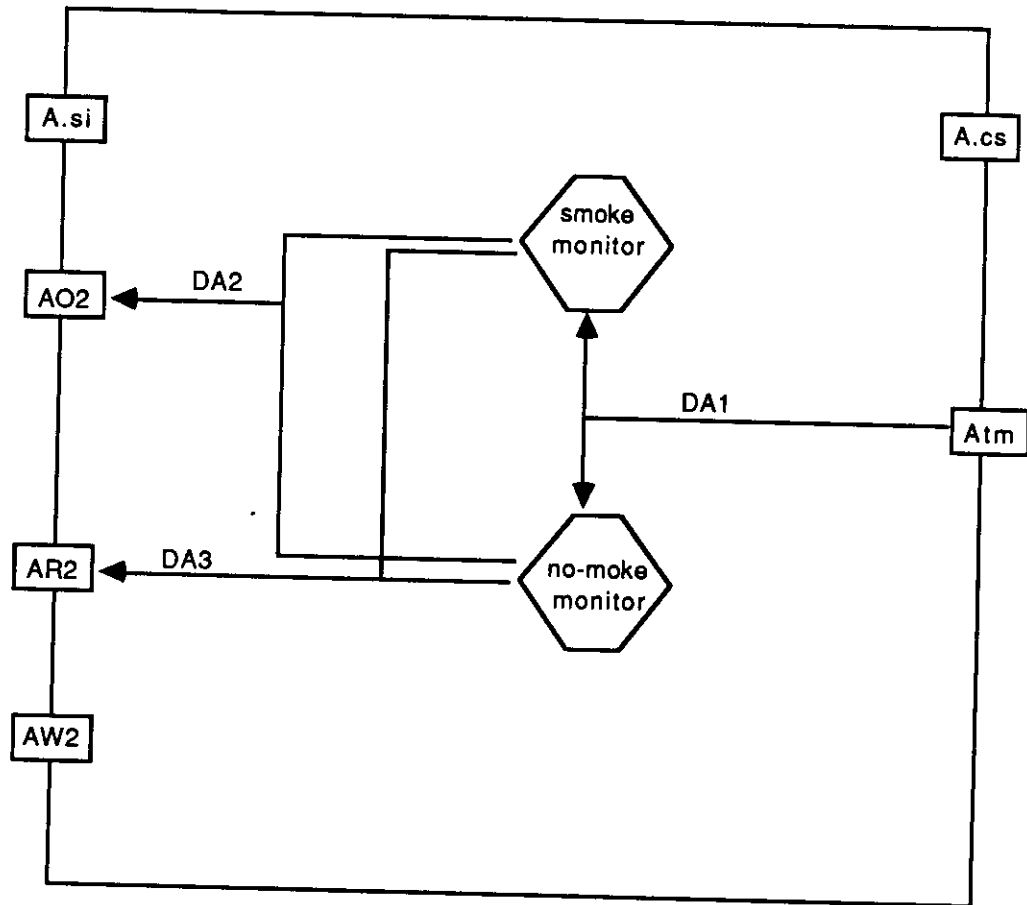 A.si
A.cs
smoke
monitor
DA2
AO2
DA1
Atm
AR2
DA3
no-moke
monitor
AW2